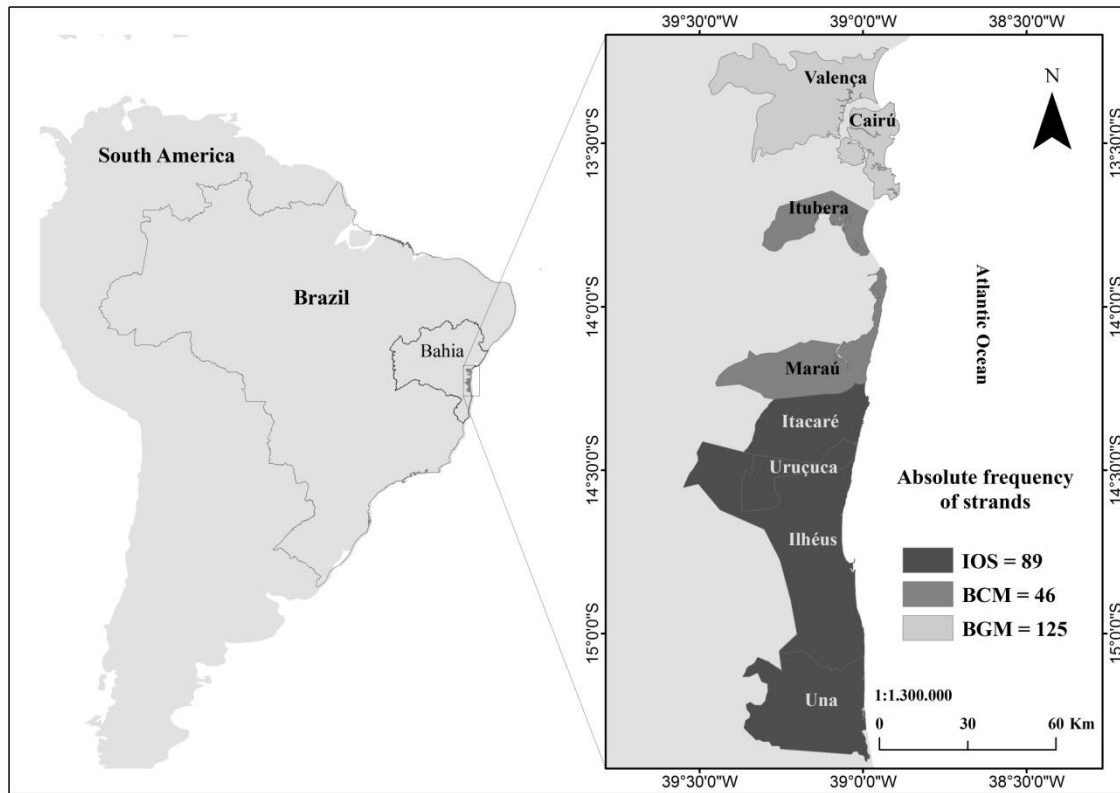 South America
Brazil
Bahia
39°30'0"W
39°0'0"W
38°30'0"W
13°30'0"S
14°0'0"S
14°30'0"S
15°0'0"S
13°30'0"S
14°0'0"S
14°30'0"S
15°0'0"S
Valença
Cairú
N
Itubera
Atlantic Ocean
Maraú
Itacaré
Uruçuca
Ilhéus
Una
Absolute frequency
of strands
IOS = 89
BCM = 46
BGM = 125
1:1.300.000
0 30 60 Km
39°30'0"W
39°0'0"W
38°30'0"W